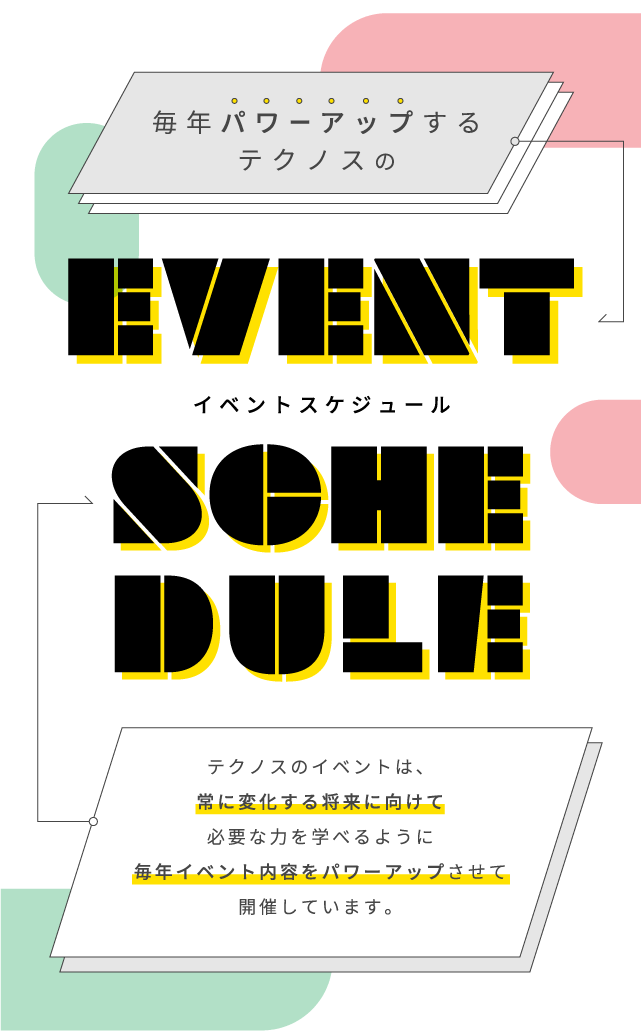 毎年パワーアップする
テクノスの
EVENT
イベントスケジュール
SCHE
DULE
テクノスのイベントは、
常に変化する将来に向けて
必要な力を学べるように
毎年イベント内容をパワーアップさせて
開催しています。